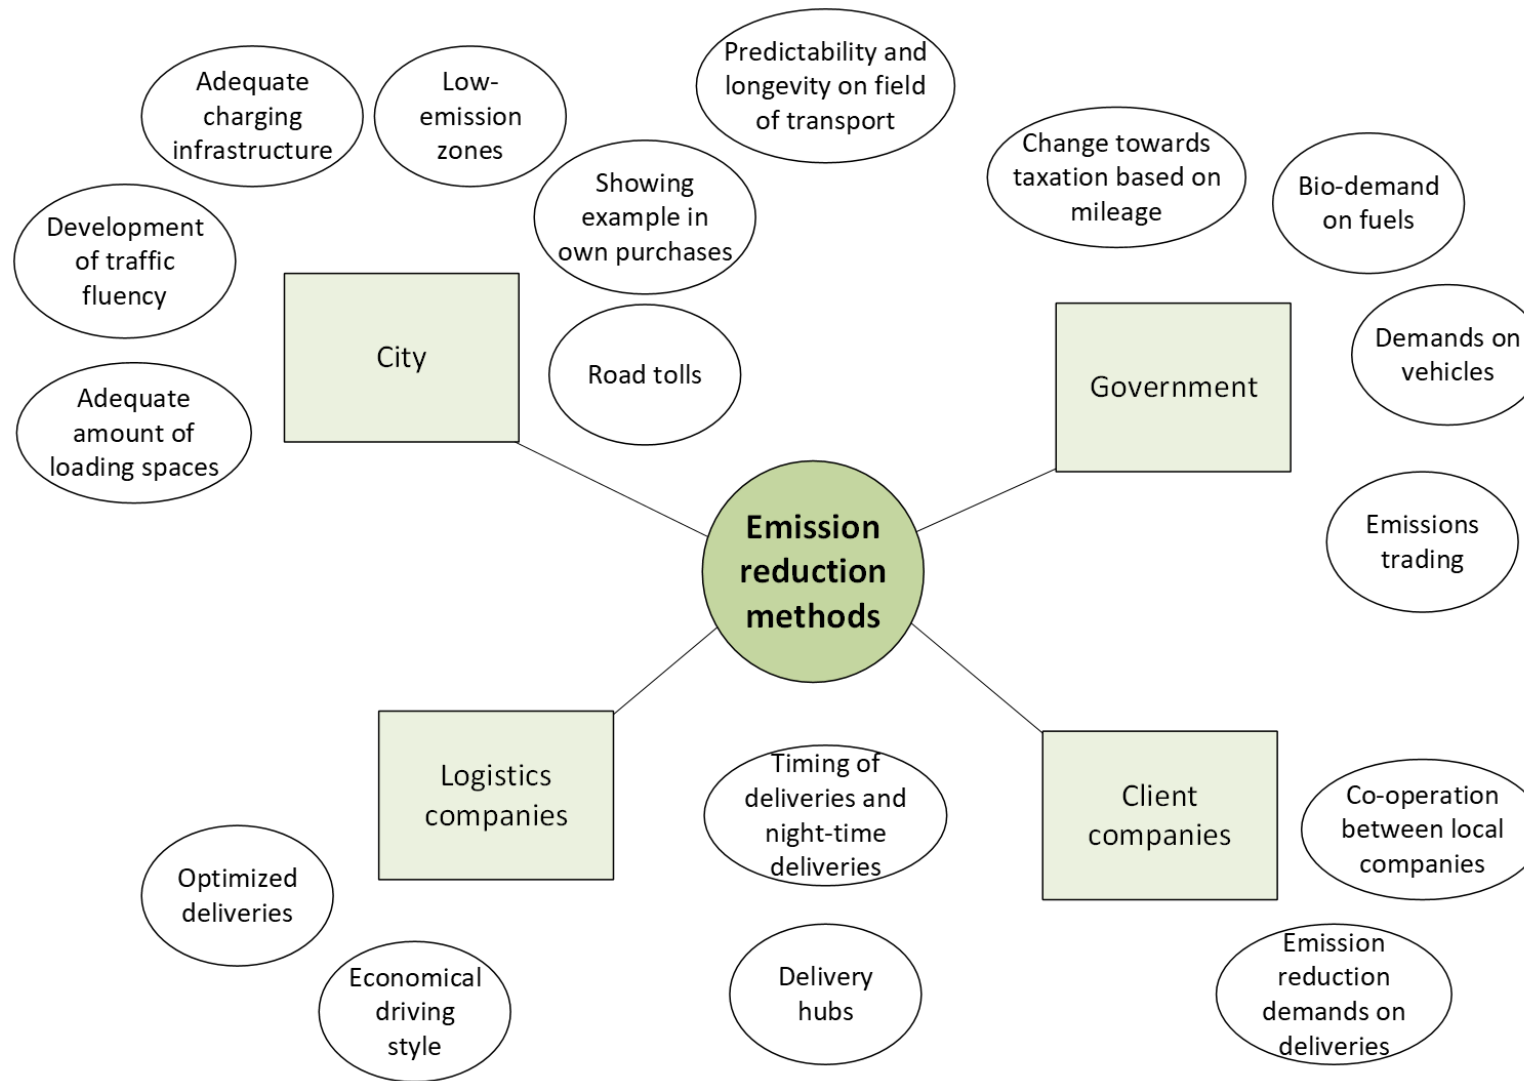 Adequate
charging
infrastructure
Low-
emission
zones
Predictability and
longevity on field
of transport
Change towards
taxation based on
mileage
Bio-demand
on fuels
Development
of traffic
fluency
Showing
example in
own purchases
City
Road tolls
Government
Demands on
vehicles
Adequate
amount of
loading spaces
Emission
reduction
methods
Emissions
trading
Logistics
companies
Timing of
deliveries and
night-time
deliveries
Client
companies
Co-operation
between local
companies
Optimized
deliveries
Economical
driving
style
Delivery
hubs
Emission
reduction
demands on
deliveries